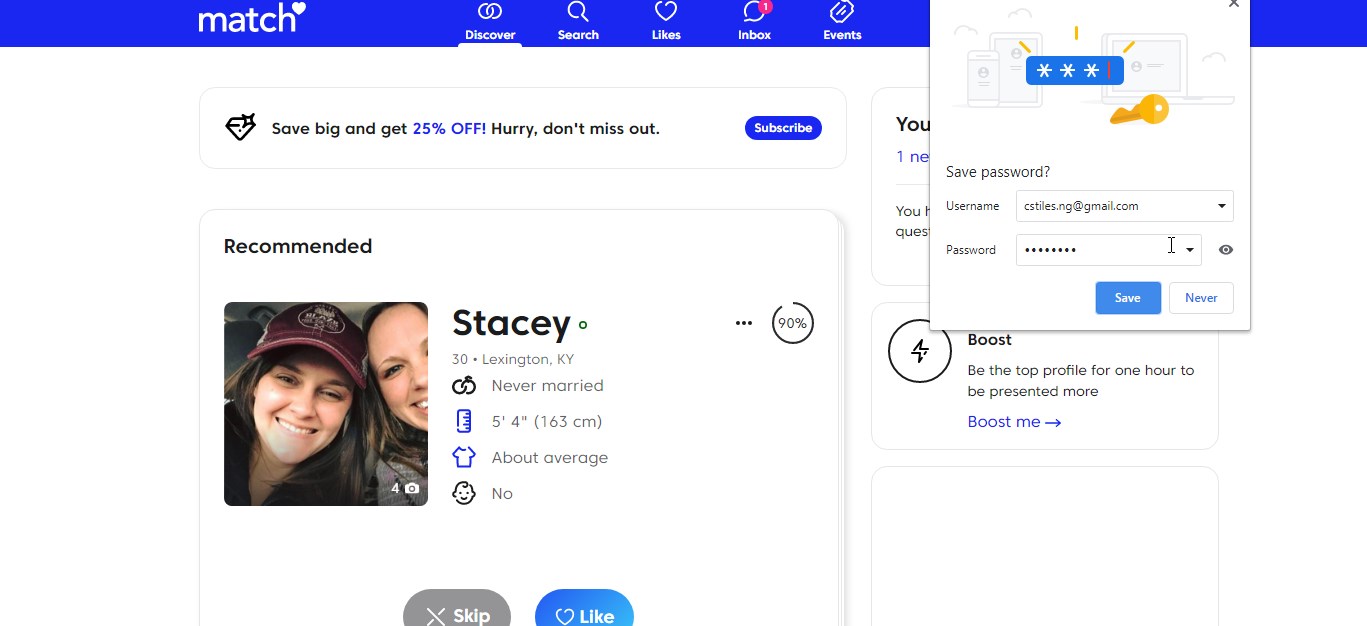 match
Discover
Search
Likes
1
Inbox
Events
Save big and get 25% OFF! Hurry, don't miss out.
Subscribe
Recommended
4
Stacey
90%
30 • Lexington, KY
Never married
5' 4" (163 cm)
About average
No
Skip
Like
You
1 ne
You h
quest
* * *
Save password?
Username
cstiles.ng@gmail.com
Password
••••••••
Save
Never
Boost
Be the top profile for one hour to
be presented more
Boost me →